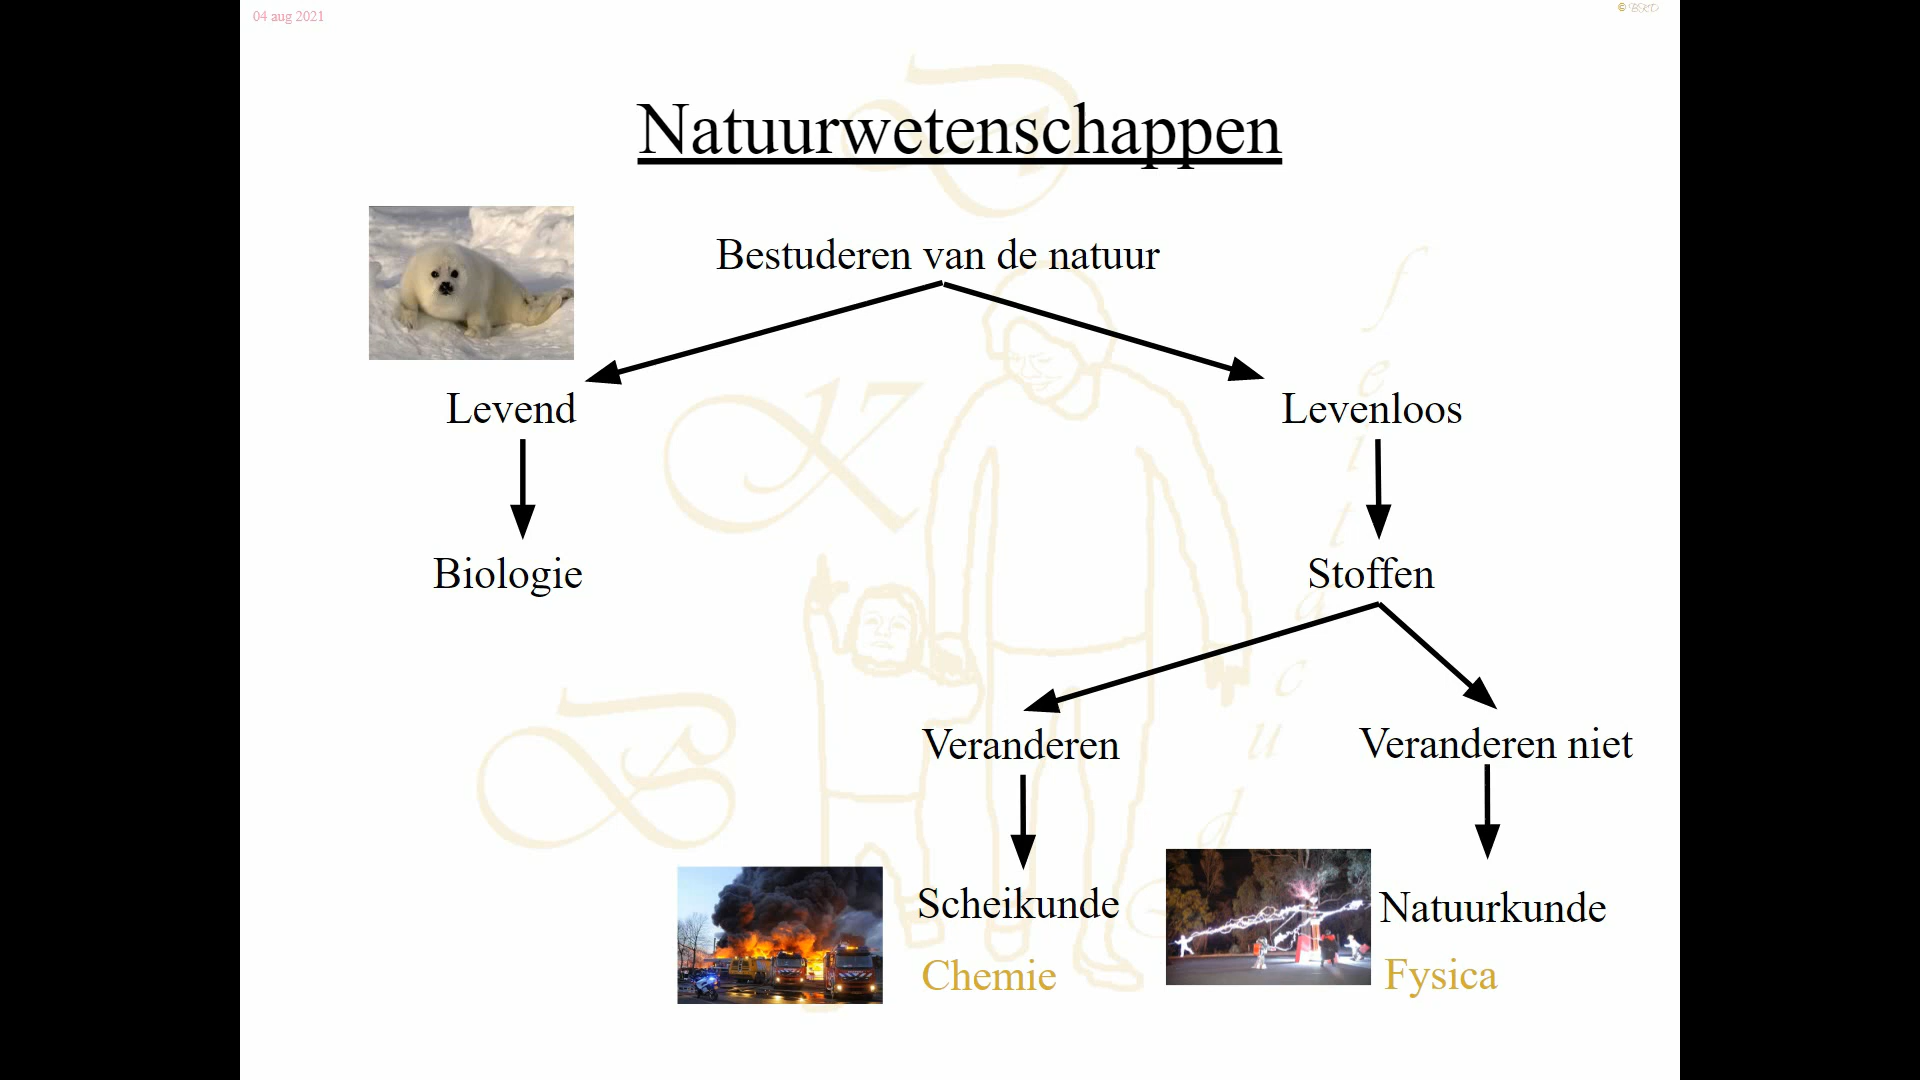 04 aug 2021
© BKD
Natuurwetenschappen
Bestuderen van de natuur
Levend
Levenloos
Biologie
Stoffen
Veranderen
Veranderen niet
Scheikunde
Natuurkunde
Chemie
Fysica